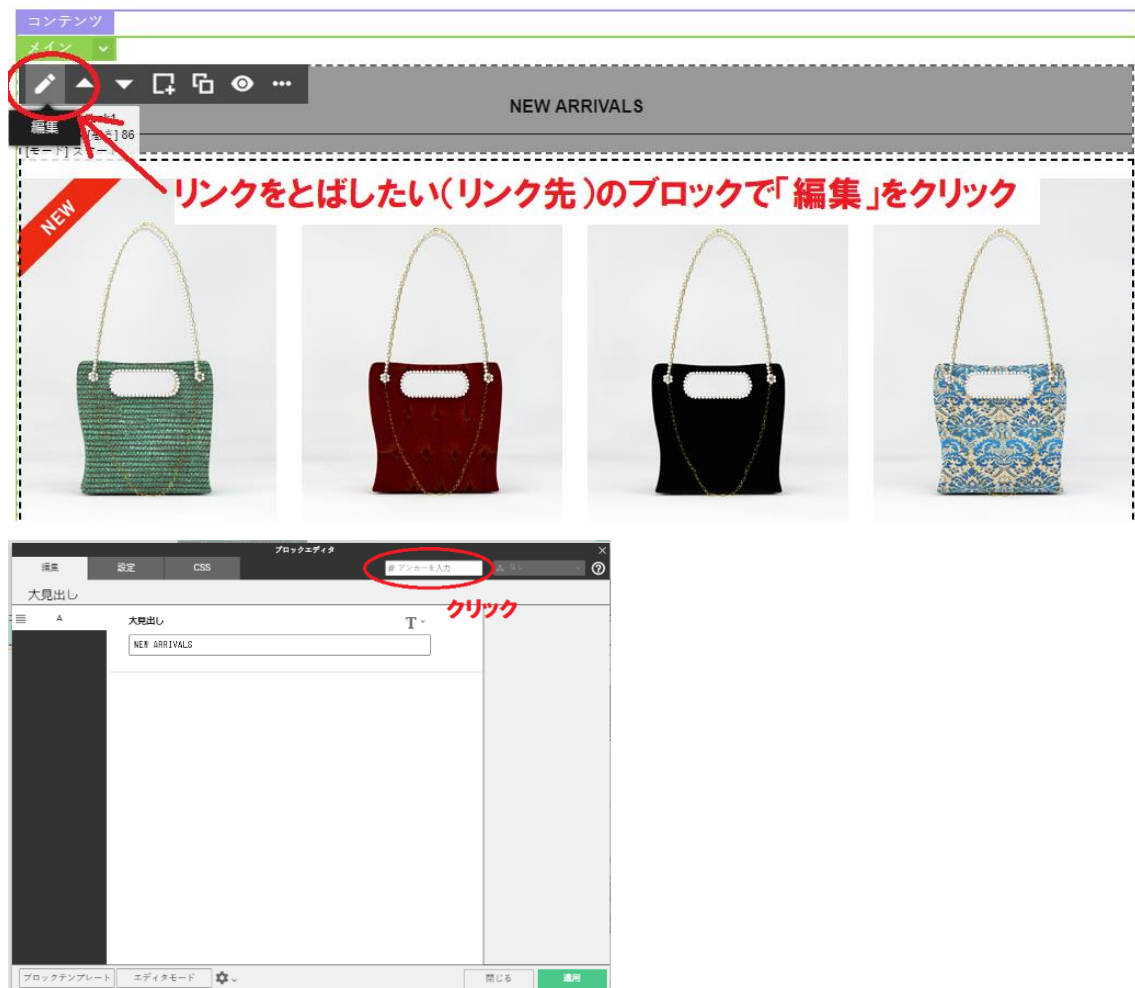 コンテンツ
メイン
NEW ARRIVALS
編集
86
リンクをとばしたい(リンク先)のブロックで「編集」をクリック
NEW
ブロックエディタ
編集
設定
CSS
# アンカーを入力
なし
大見出し
クリック
A
大見出し
T
NEW ARRIVALS
ブロックテンプレート
エディタモード
閉じる
適用